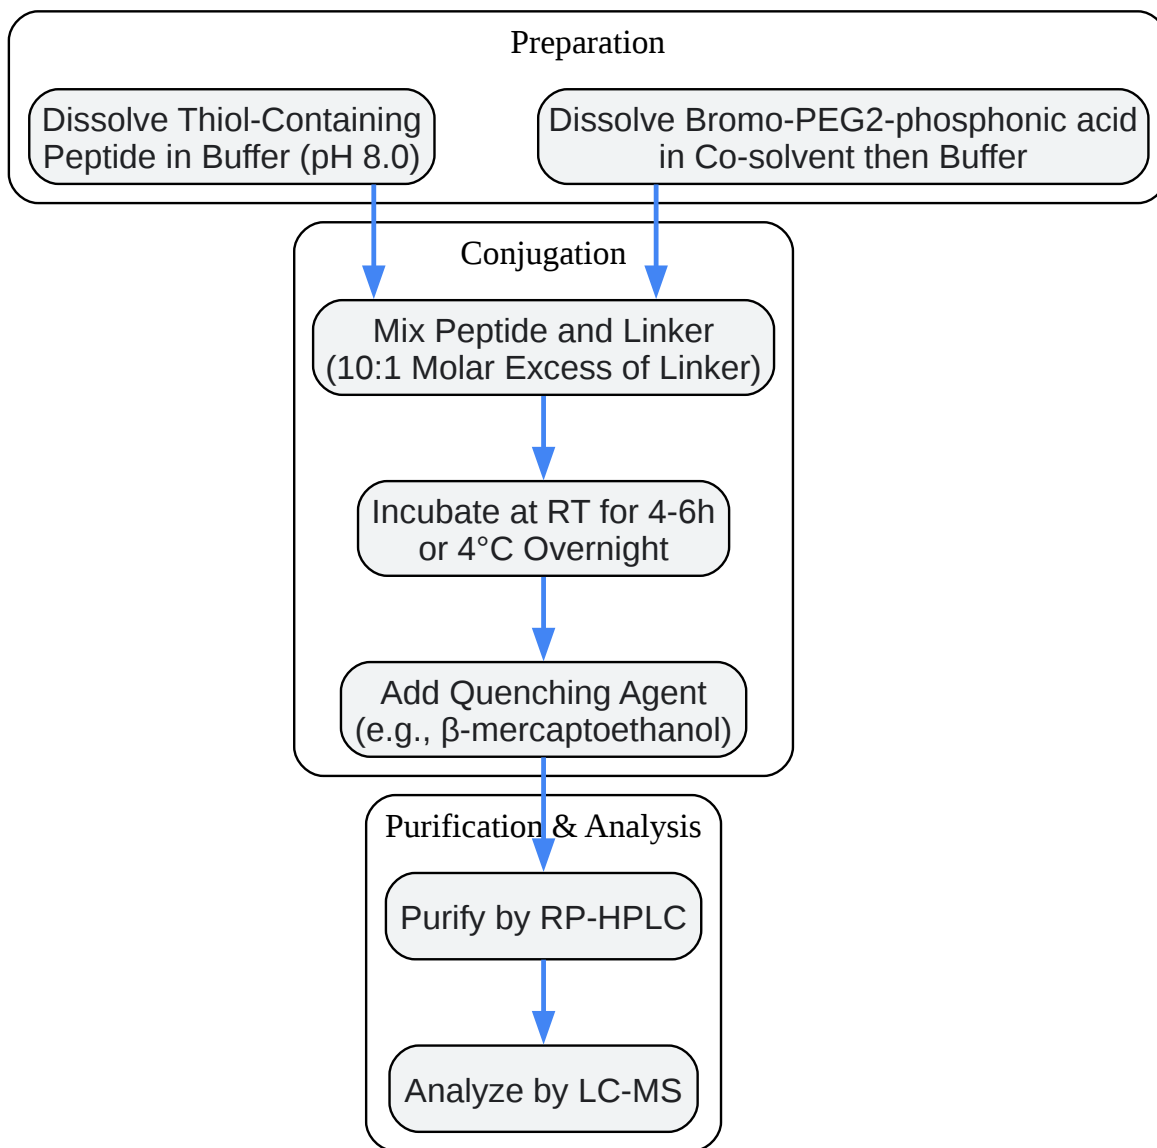 Preparation
Dissolve Thiol-Containing
Peptide in Buffer (pH 8.0)
Dissolve Bromo-PEG2-phosphonic acid
in Co-solvent then Buffer
Conjugation
Mix Peptide and Linker
(10:1 Molar Excess of Linker)
Incubate at RT for 4-6h
or 4°C Overnight
Add Quenching Agent
(e.g., β-mercaptoethanol)
Purification & Analysis
Purify by RP-HPLC
Analyze by LC-MS